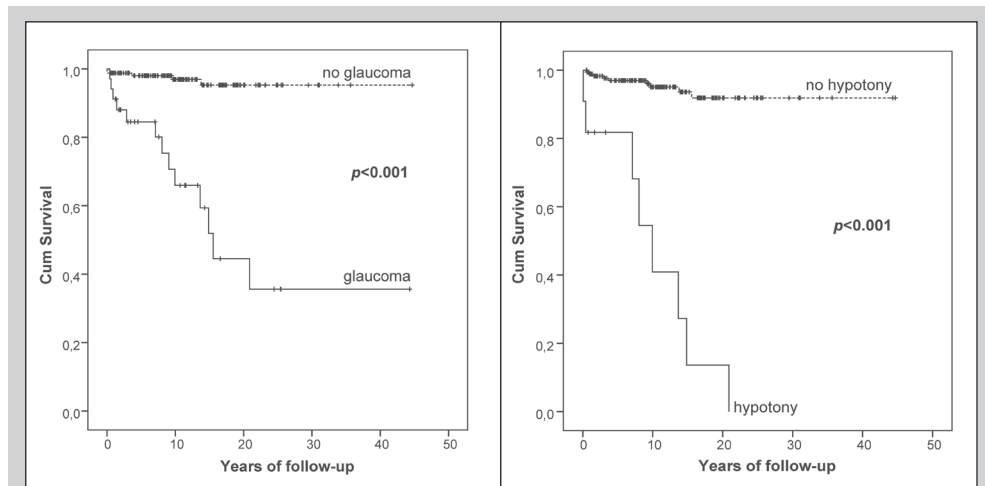 1,0
0,8
0,6
0,4
0,2
0,0
Cum Survival
no glaucoma
p<0.001
glaucoma
0 10 20 30 40 50
Years of follow-up
1,0
0,8
0,6
0,4
0,2
0,0
Cum Survival
no hypotony
p<0.001
hypotony
0 10 20 30 40 50
Years of follow-up